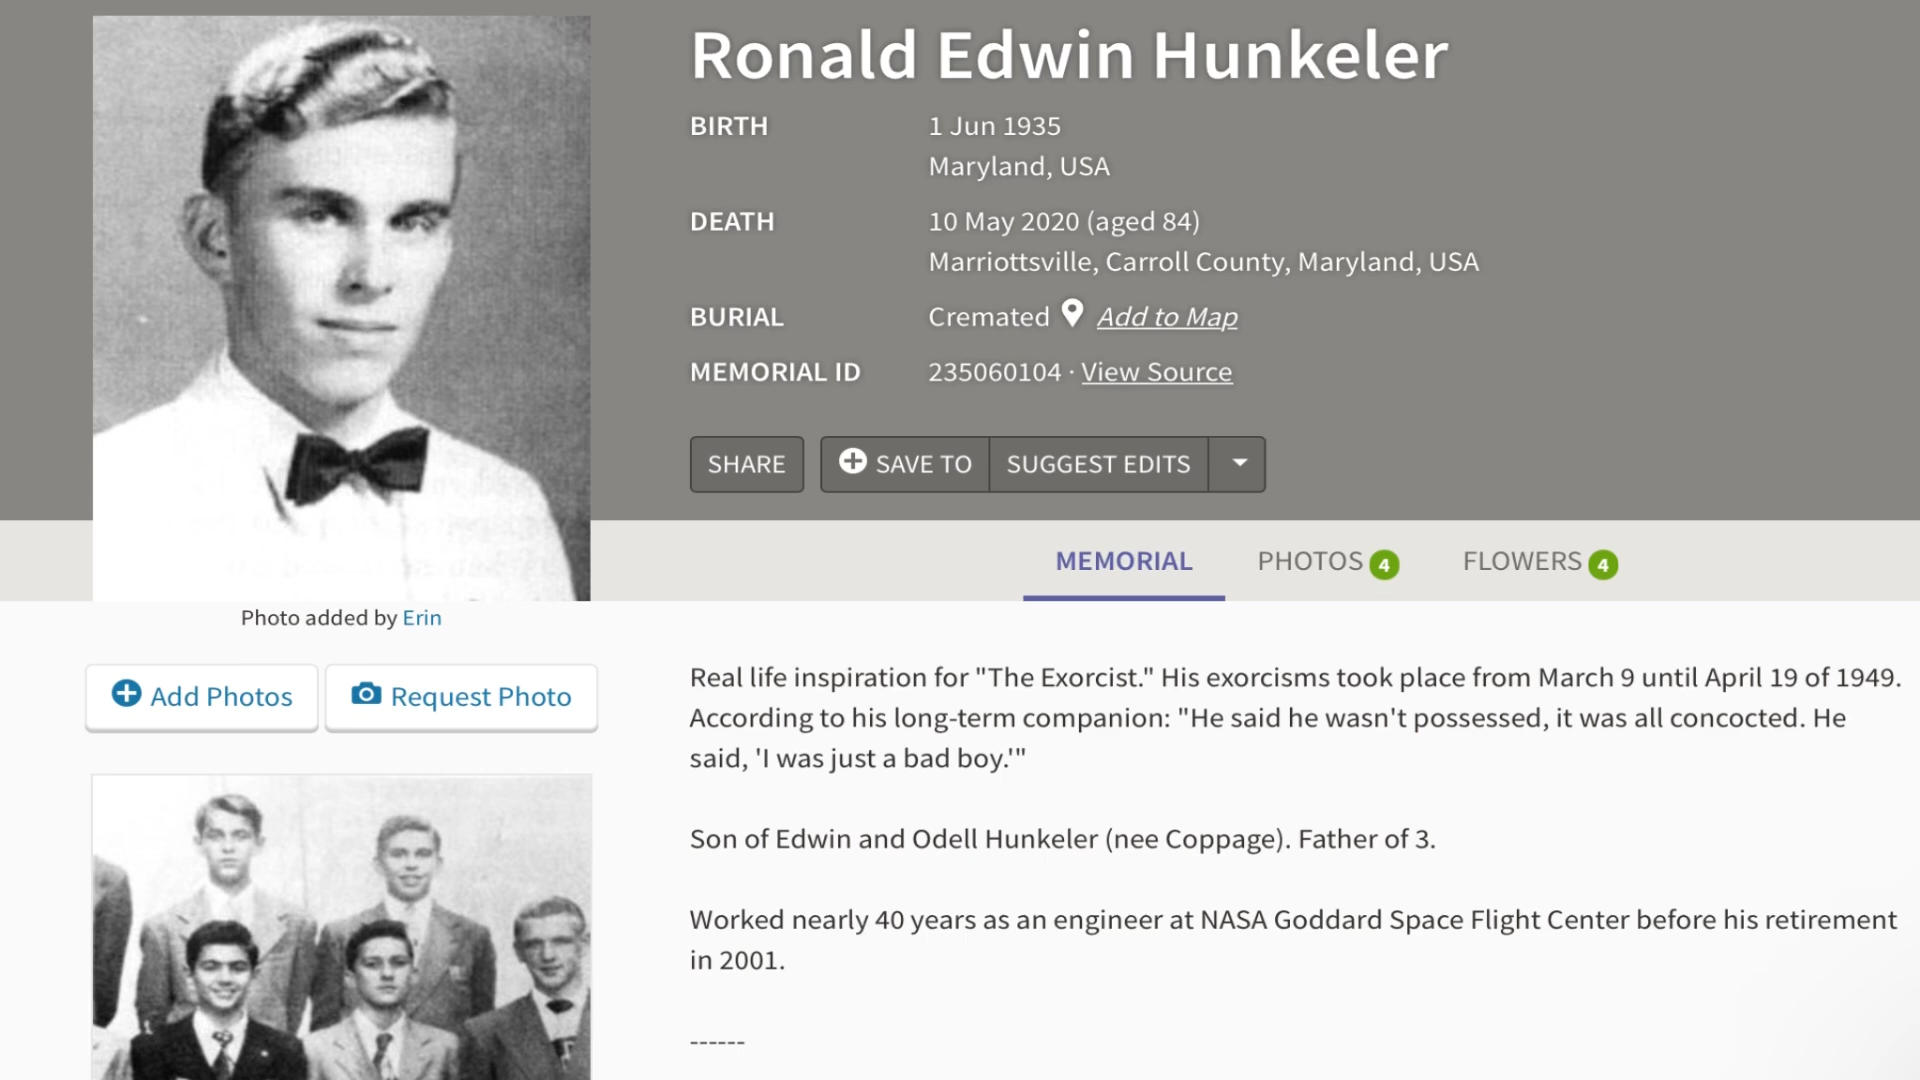 Ronald Edwin Hunkeler
BIRTH 1 Jun 1935
Maryland, USA
DEATH 10 May 2020 (aged 84)
Marriottsville, Carroll County, Maryland, USA
BURIAL Cremated Add to Map
MEMORIAL ID 235060104 · View Source
SHARE SAVE TO SUGGEST EDITS
MEMORIAL PHOTOS 4 FLOWERS 4
Photo added by Erin
Add Photos Request Photo
Real life inspiration for "The Exorcist." His exorcisms took place from March 9 until April 19 of 1949.
According to his long-term companion: "He said he wasn't possessed, it was all concocted. He
said, 'I was just a bad boy.'"
Son of Edwin and Odell Hunkeler (nee Coppage). Father of 3.
Worked nearly 40 years as an engineer at NASA Goddard Space Flight Center before his retirement
in 2001.
------